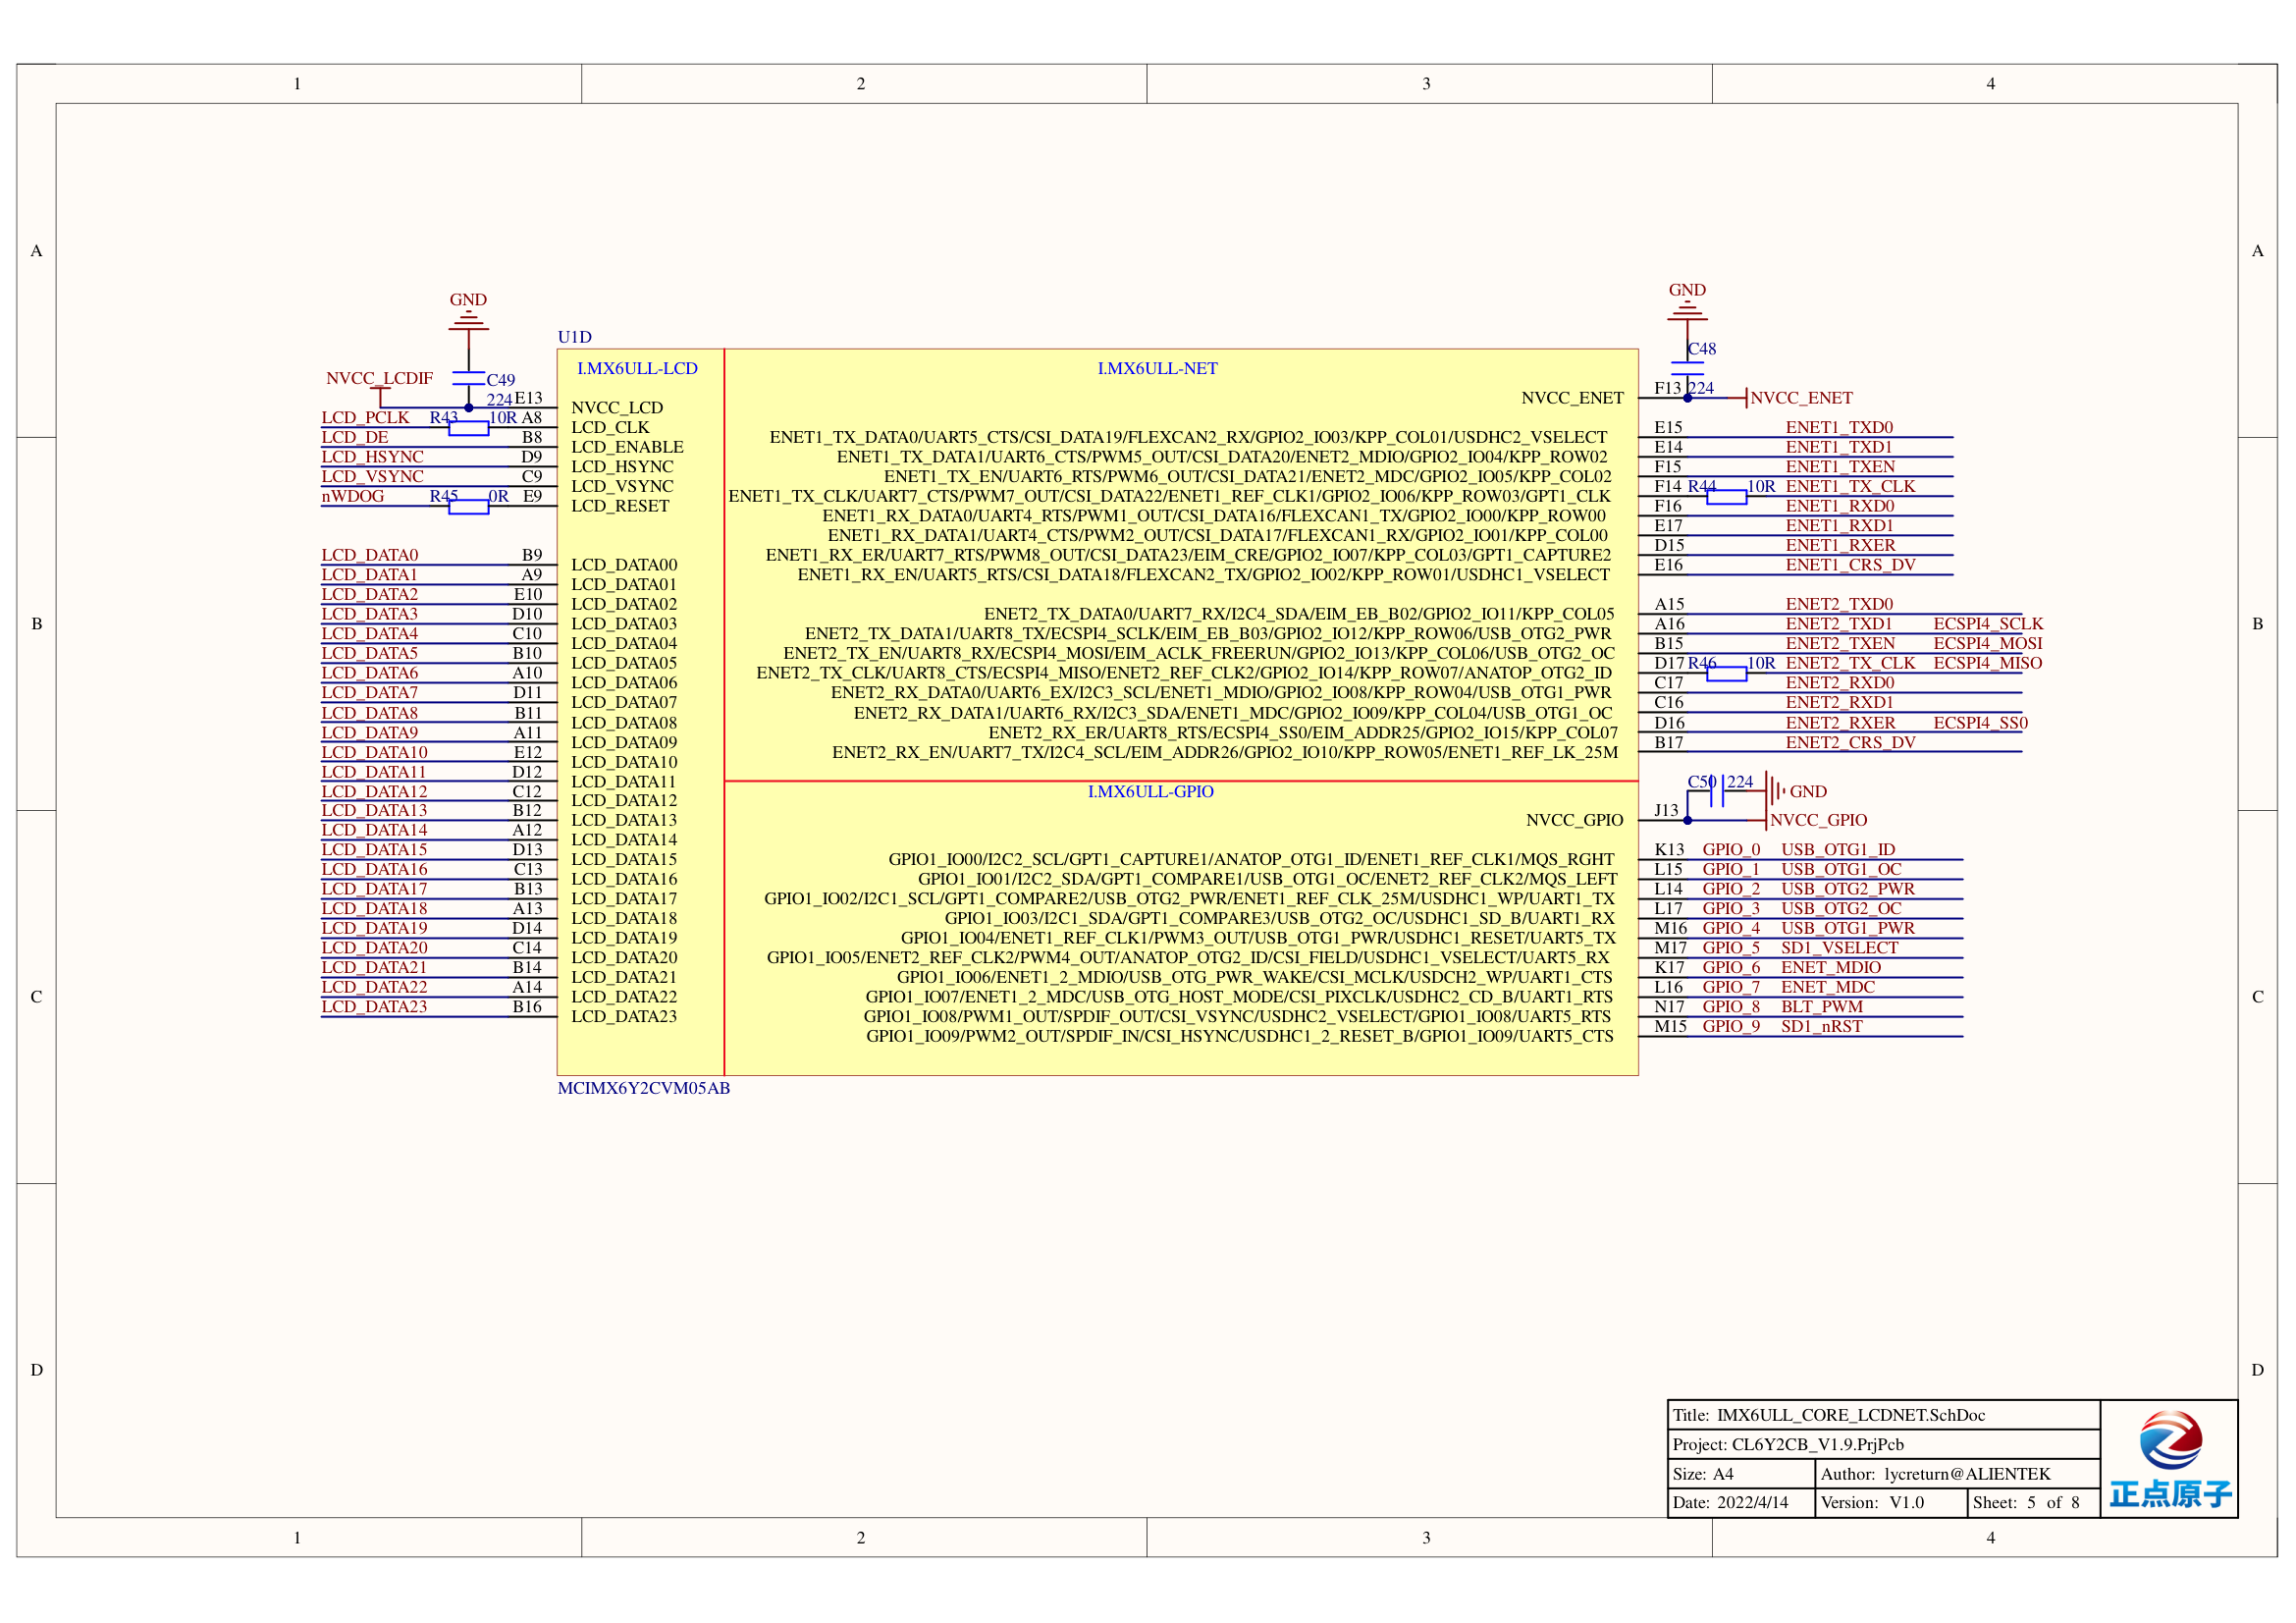 1 2 3 4
A A
B B
C C
D D
GND
NVCC_LCDIF
C49
224
E13
LCD_PCLK R43 10R A8
LCD_DE B8
LCD_HSYNC D9
LCD_VSYNC C9
nWDOG R45 0R E9
LCD_DATA0 B9
LCD_DATA1 A9
LCD_DATA2 E10
LCD_DATA3 D10
LCD_DATA4 C10
LCD_DATA5 B10
LCD_DATA6 A10
LCD_DATA7 D11
LCD_DATA8 B11
LCD_DATA9 A11
LCD_DATA10 E12
LCD_DATA11 D12
LCD_DATA12 C12
LCD_DATA13 B12
LCD_DATA14 A12
LCD_DATA15 D13
LCD_DATA16 C13
LCD_DATA17 B13
LCD_DATA18 A13
LCD_DATA19 D14
LCD_DATA20 C14
LCD_DATA21 B14
LCD_DATA22 A14
LCD_DATA23 B16
U1D
I.MX6ULL-LCD
NVCC_LCD
LCD_CLK
LCD_ENABLE
LCD_HSYNC
LCD_VSYNC
LCD_RESET
LCD_DATA00
LCD_DATA01
LCD_DATA02
LCD_DATA03
LCD_DATA04
LCD_DATA05
LCD_DATA06
LCD_DATA07
LCD_DATA08
LCD_DATA09
LCD_DATA10
LCD_DATA11
LCD_DATA12
LCD_DATA13
LCD_DATA14
LCD_DATA15
LCD_DATA16
LCD_DATA17
LCD_DATA18
LCD_DATA19
LCD_DATA20
LCD_DATA21
LCD_DATA22
LCD_DATA23
MCIMX6Y2CVM05AB
I.MX6ULL-NET
NVCC_ENET
ENET1_TX_DATA0/UART5_CTS/CSI_DATA19/FLEXCAN2_RX/GPIO2_IO03/KPP_COL01/USDHC2_VSELECT
ENET1_TX_DATA1/UART6_CTS/PWM5_OUT/CSI_DATA20/ENET2_MDIO/GPIO2_IO04/KPP_ROW02
ENET1_TX_EN/UART6_RTS/PWM6_OUT/CSI_DATA21/ENET2_MDC/GPIO2_IO05/KPP_COL02
ENET1_TX_CLK/UART7_CTS/PWM7_OUT/CSI_DATA22/ENET1_REF_CLK1/GPIO2_IO06/KPP_ROW03/GPT1_CLK
ENET1_RX_DATA0/UART4_RTS/PWM1_OUT/CSI_DATA16/FLEXCAN1_TX/GPIO2_IO00/KPP_ROW00
ENET1_RX_DATA1/UART4_CTS/PWM2_OUT/CSI_DATA17/FLEXCAN1_RX/GPIO2_IO01/KPP_COL00
ENET1_RX_ER/UART7_RTS/PWM8_OUT/CSI_DATA23/EIM_CRE/GPIO2_IO07/KPP_COL03/GPT1_CAPTURE2
ENET1_RX_EN/UART5_RTS/CSI_DATA18/FLEXCAN2_TX/GPIO2_IO02/KPP_ROW01/USDHC1_VSELECT
ENET2_TX_DATA0/UART7_RX/I2C4_SDA/EIM_EB_B02/GPIO2_IO11/KPP_COL05
ENET2_TX_DATA1/UART8_TX/ECSPI4_SCLK/EIM_EB_B03/GPIO2_IO12/KPP_ROW06/USB_OTG2_PWR
ENET2_TX_EN/UART8_RX/ECSPI4_MOSI/EIM_ACLK_FREERUN/GPIO2_IO13/KPP_COL06/USB_OTG2_OC
ENET2_TX_CLK/UART8_CTS/ECSPI4_MISO/ENET2_REF_CLK2/GPIO2_IO14/KPP_ROW07/ANATOP_OTG2_ID
ENET2_RX_DATA0/UART6_EX/I2C3_SCL/ENET1_MDIO/GPIO2_IO08/KPP_ROW04/USB_OTG1_PWR
ENET2_RX_DATA1/UART6_RX/I2C3_SDA/ENET1_MDC/GPIO2_IO09/KPP_COL04/USB_OTG1_OC
ENET2_RX_ER/UART8_RTS/ECSPI4_SS0/EIM_ADDR25/GPIO2_IO15/KPP_COL07
ENET2_RX_EN/UART7_TX/I2C4_SCL/EIM_ADDR26/GPIO2_IO10/KPP_ROW05/ENET1_REF_LK_25M
I.MX6ULL-GPIO
NVCC_GPIO
GPIO1_IO00/I2C2_SCL/GPT1_CAPTURE1/ANATOP_OTG1_ID/ENET1_REF_CLK1/MQS_RGHT
GPIO1_IO01/I2C2_SDA/GPT1_COMPARE1/USB_OTG1_OC/ENET2_REF_CLK2/MQS_LEFT
GPIO1_IO02/I2C1_SCL/GPT1_COMPARE2/USB_OTG2_PWR/ENET1_REF_CLK_25M/USDHC1_WP/UART1_TX
GPIO1_IO03/I2C1_SDA/GPT1_COMPARE3/USB_OTG2_OC/USDHC1_SD_B/UART1_RX
GPIO1_IO04/ENET1_REF_CLK1/PWM3_OUT/USB_OTG1_PWR/USDHC1_RESET/UART5_TX
GPIO1_IO05/ENET2_REF_CLK2/PWM4_OUT/ANATOP_OTG2_ID/CSI_FIELD/USDHC1_VSELECT/UART5_RX
GPIO1_IO06/ENET1_2_MDIO/USB_OTG_PWR_WAKE/CSI_MCLK/USDCH2_WP/UART1_CTS
GPIO1_IO07/ENET1_2_MDC/USB_OTG_HOST_MODE/CSI_PIXCLK/USDHC2_CD_B/UART1_RTS
GPIO1_IO08/PWM1_OUT/SPDIF_OUT/CSI_VSYNC/USDHC2_VSELECT/GPIO1_IO08/UART5_RTS
GPIO1_IO09/PWM2_OUT/SPDIF_IN/CSI_HSYNC/USDHC1_2_RESET_B/GPIO1_IO09/UART5_CTS
GND
C48
F13 224 NVCC_ENET
E15 ENET1_TXD0
E14 ENET1_TXD1
F15 ENET1_TXEN
F14 R44 10R ENET1_TX_CLK
F16 ENET1_RXD0
E17 ENET1_RXD1
D15 ENET1_RXER
E16 ENET1_CRS_DV
A15 ENET2_TXD0
A16 ENET2_TXD1 ECSPI4_SCLK
B15 ENET2_TXEN ECSPI4_MOSI
D17 R46 10R ENET2_TX_CLK ECSPI4_MISO
C17 ENET2_RXD0
C16 ENET2_RXD1
D16 ENET2_RXER ECSPI4_SS0
B17 ENET2_CRS_DV
C50 224 GND
J13 NVCC_GPIO
K13 GPIO_0 USB_OTG1_ID
L15 GPIO_1 USB_OTG1_OC
L14 GPIO_2 USB_OTG2_PWR
L17 GPIO_3 USB_OTG2_OC
M16 GPIO_4 USB_OTG1_PWR
M17 GPIO_5 SD1_VSELECT
K17 GPIO_6 ENET_MDIO
L16 GPIO_7 ENET_MDC
N17 GPIO_8 BLT_PWM
M15 GPIO_9 SD1_nRST
Title: IMX6ULL_CORE_LCDNET.SchDoc
Project: CL6Y2CB_V1.9.PrjPcb
Size: A4 Author: lycreturn@ALIENTEK
Date: 2022/4/14 Version: V1.0 Sheet: 5 of 8
正点原子
1 2 3 4